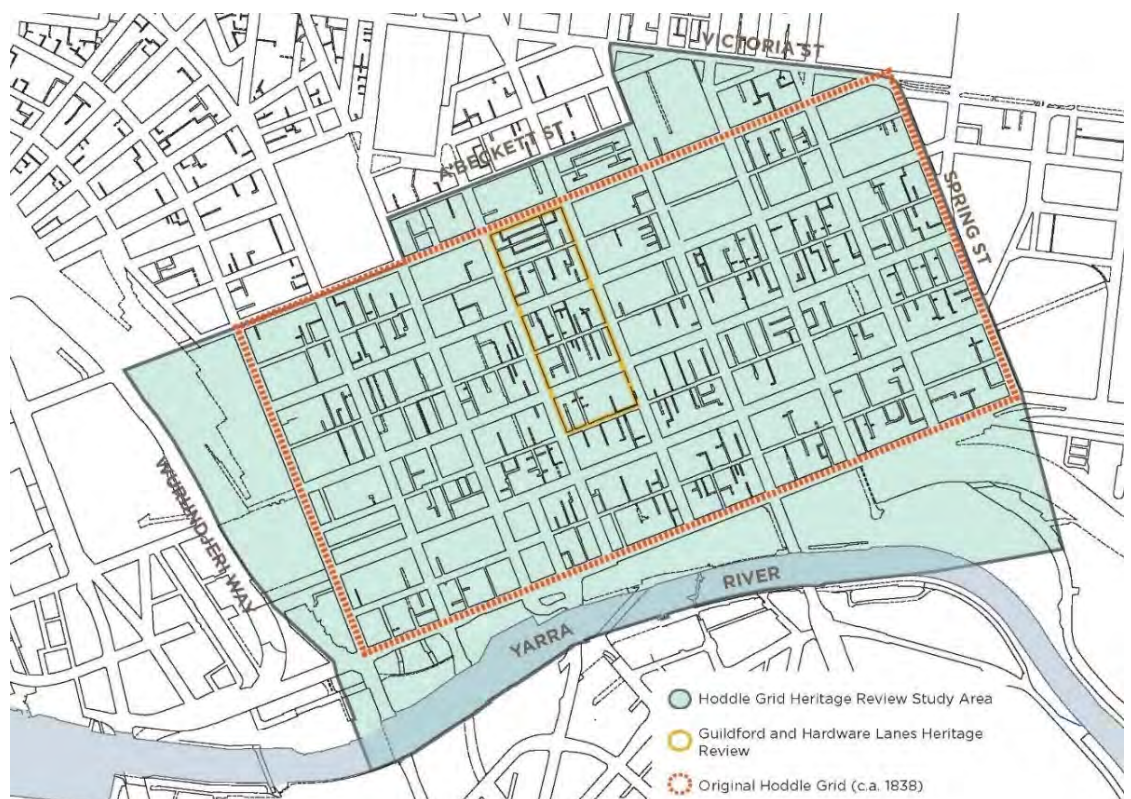 VICTORIA ST
A'BECKETT ST
SPRING ST
WURUNDJERI WAY
YARRA
RIVER
Hoddle Grid Heritage Review Study Area
Guildford and Hardware Lanes Heritage
Review
Original Hoddle Grid (c.a. 1838)